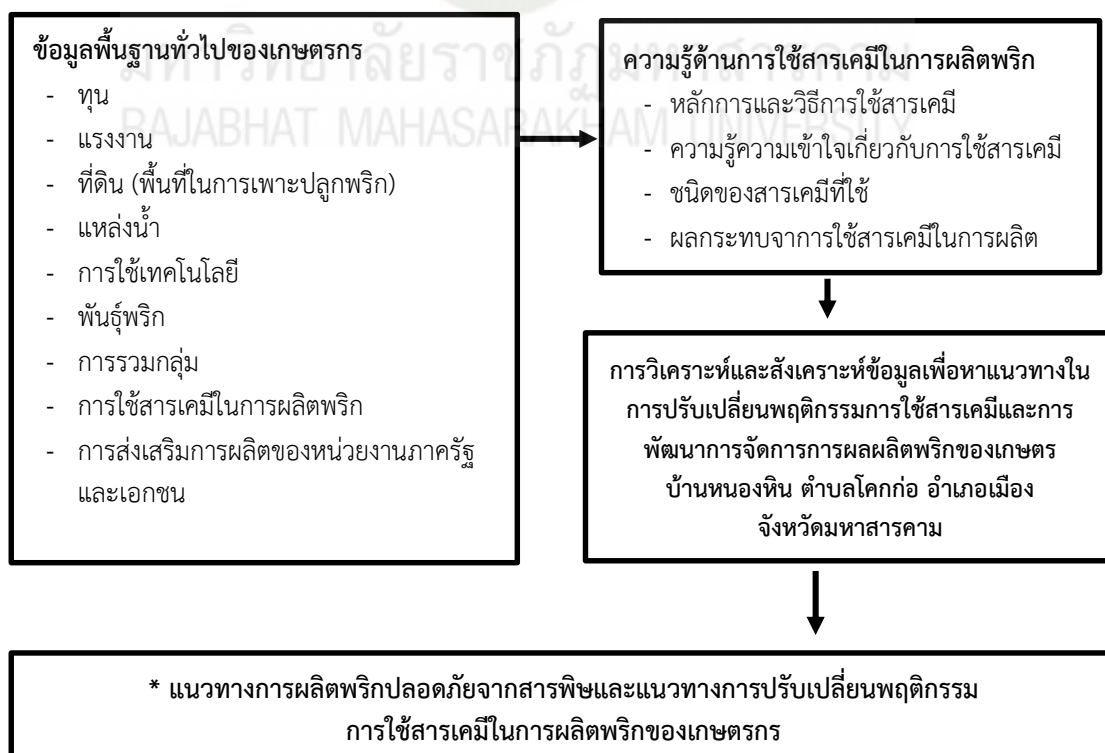 มหาวิทยาลัยราชภัฏมหาสารคาม
RAJABHAT MAHASARAKHAM UNIVERSITY
ข้อมูลพื้นฐานทั่วไปของเกษตรกร
- ทุน
- แรงงาน
- ที่ดิน (พื้นที่ในการเพาะปลูกพริก)
- แหล่งน้ำ
- การใช้เทคโนโลยี
- พันธุ์พริก
- การรวมกลุ่ม
- การใช้สารเคมีในการผลิตพริก
- การส่งเสริมการผลิตของหน่วยงานภาครัฐ
และเอกชน
ความรู้ด้านการใช้สารเคมีในการผลิตพริก
- หลักการและวิธีการใช้สารเคมี
- ความรู้ความเข้าใจเกี่ยวกับการใช้สารเคมี
- ชนิดของสารเคมีที่ใช้
- ผลกระทบจาการใช้สารเคมีในการผลิต
การวิเคราะห์และสังเคราะห์ข้อมูลเพื่อหาแนวทางใน
การปรับเปลี่ยนพฤติกรรมการใช้สารเคมีและการ
พัฒนาการจัดการการผลผลิตพริกของเกษตร
บ้านหนองหิน ตำบลโคกก่อ อำเภอเมือง
จังหวัดมหาสารคาม
* แนวทางการผลิตพริกปลอดภัยจากสารพิษและแนวทางการปรับเปลี่ยนพฤติกรรม
การใช้สารเคมีในการผลิตพริกของเกษตรกร